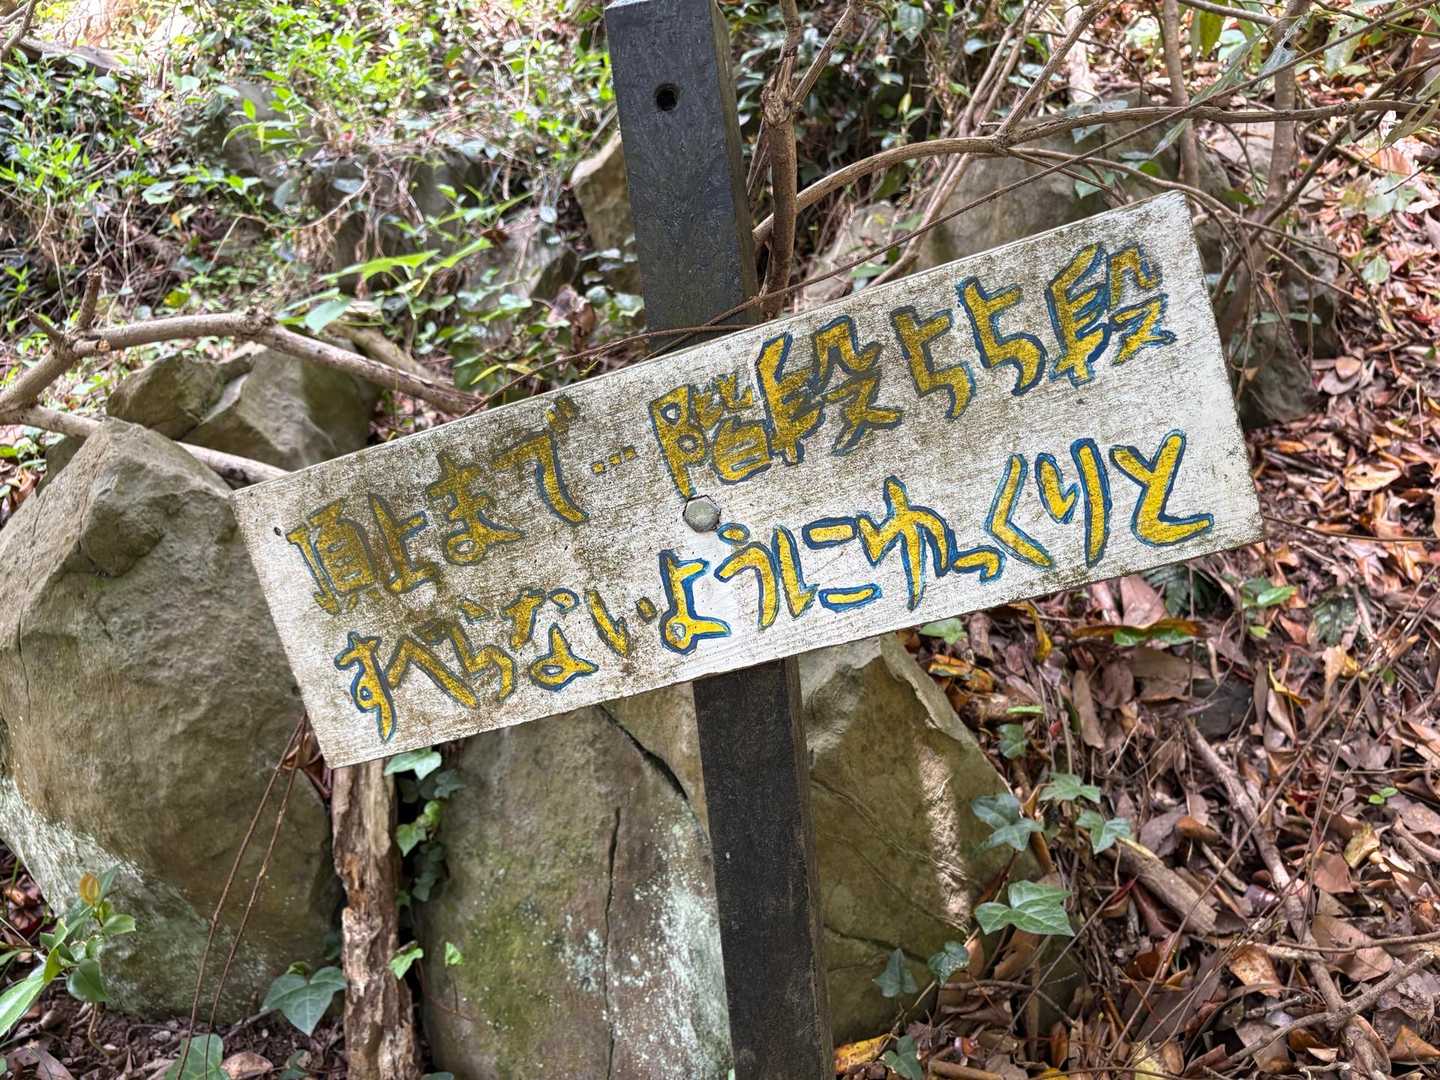 頂上まで… 階段55段
すべらないようにゆっくりと